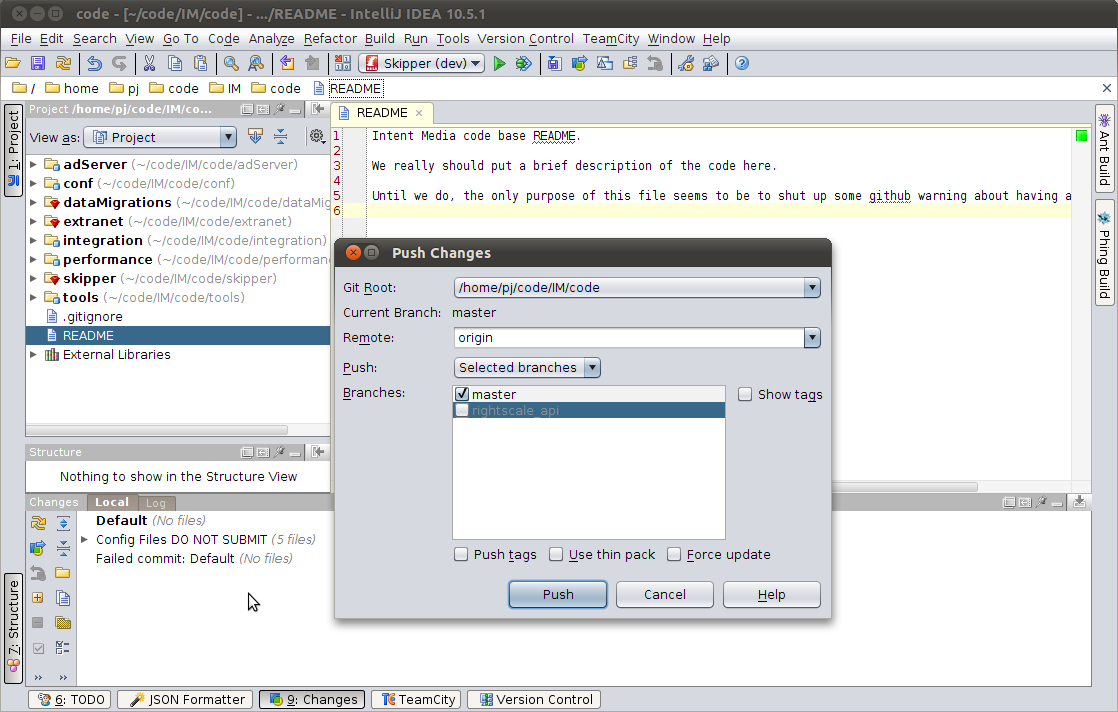 code - [~/code/IM/code] - .../README - IntelliJ IDEA 10.5.1
File Edit Search View Go To Code Analyze Refactor Build Run Tools Version Control TeamCity Window Help
Skipper (dev)
/ home pj code IM code README
1: Project
Project /home/pj/code/IM/co...
View as: Project
adServer (~/code/IM/code/adServer)
conf (~/code/IM/code/conf)
dataMigrations (~/code/IM/code/dataMig
extranet (~/code/IM/code/extranet)
integration (~/code/IM/code/integration)
performance (~/code/IM/code/performan
skipper (~/code/IM/code/skipper)
tools (~/code/IM/code/tools)
.gitignore
README
External Libraries
README
1 Intent Media code base README.
2
3 We really should put a brief description of the code here.
4
5 Until we do, the only purpose of this file seems to be to shut up some github warning about having a
6
Ant Build
Phing Build
Push Changes
Git Root: /home/pj/code/IM/code
Current Branch: master
Remote: origin
Push: Selected branches
Branches: master
rightscale_api
Show tags
Push tags Use thin pack Force update
Push Cancel Help
Structure
Nothing to show in the Structure View
Changes Local Log
Default (No files)
Config Files DO NOT SUBMIT (5 files)
Failed commit: Default (No files)
7: Structure
6: TODO JSON Formatter 9: Changes TeamCity Version Control